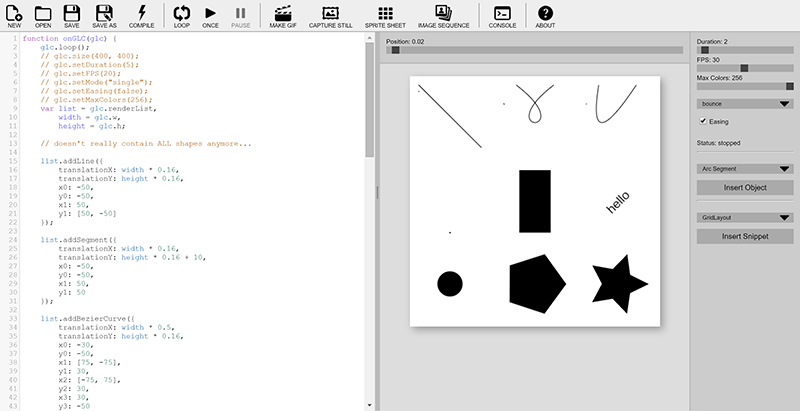 NEW OPEN SAVE SAVE AS COMPILE LOOP ONCE PAUSE MAKE GIF CAPTURE STILL SPRITE SHEET IMAGE SEQUENCE CONSOLE ABOUT
1 function onGLC(glc) {
2 glc.loop();
3 // glc.size(400, 400);
4 // glc.setDuration(5);
5 // glc.setFPS(20);
6 // glc.setMode("single");
7 // glc.setEasing(false);
8 // glc.setMaxColors(256);
9 var list = glc.renderList,
10 width = glc.w,
11 height = glc.h;
12
13 // doesn't really contain ALL shapes anymore...
14
15 list.addLine({
16 translationX: width * 0.16,
17 translationY: height * 0.16,
18 x0: -50,
19 y0: -50,
20 x1: 50,
21 y1: [50, -50]
22 });
23
24 list.addSegment({
25 translationX: width * 0.16,
26 translationY: height * 0.16 + 10,
27 x0: -50,
28 y0: -50,
29 x1: 50,
30 y1: 50
31 });
32
33 list.addBezierCurve({
34 translationX: width * 0.5,
35 translationY: height * 0.16,
36 x0: -30,
37 y0: -50,
38 x1: [75, -75],
39 y1: 30,
40 x2: [-75, 75],
41 y2: 30,
42 x3: 30,
43 y3: -50
Position: 0.02
hello
Duration: 2
FPS: 30
Max Colors: 256
bounce
Easing
Status: stopped
Arc Segment
Insert Object
GridLayout
Insert Snippet